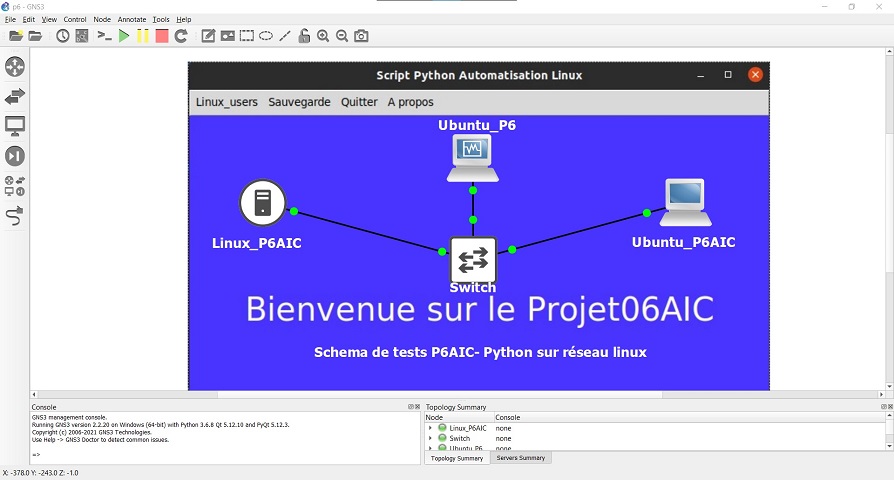 p6 - GNS3
File Edit View Control Node Annotate Tools Help
Script Python Automatisation Linux
Linux_users Sauvegarde Quitter A propos
Ubuntu_P6
Linux_P6AIC
Ubuntu_P6AIC
Switch
Bienvenue sur le Projet06AIC
Schema de tests P6AIC- Python sur réseau linux
Console
GNS3 management console.
Running GNS3 version 2.2.20 on Windows (64-bit) with Python 3.6.8 Qt 5.12.10 and PyQt 5.12.3.
Copyright (c) 2006-2021 GNS3 Technologies.
Use Help -> GNS3 Doctor to detect common issues.
=>
Topology Summary
Node Console
Linux_P6AIC none
Switch none
Ubuntu_P6 none
Topology Summary Servers Summary
X: -378.0 Y: -243.0 Z: -1.0